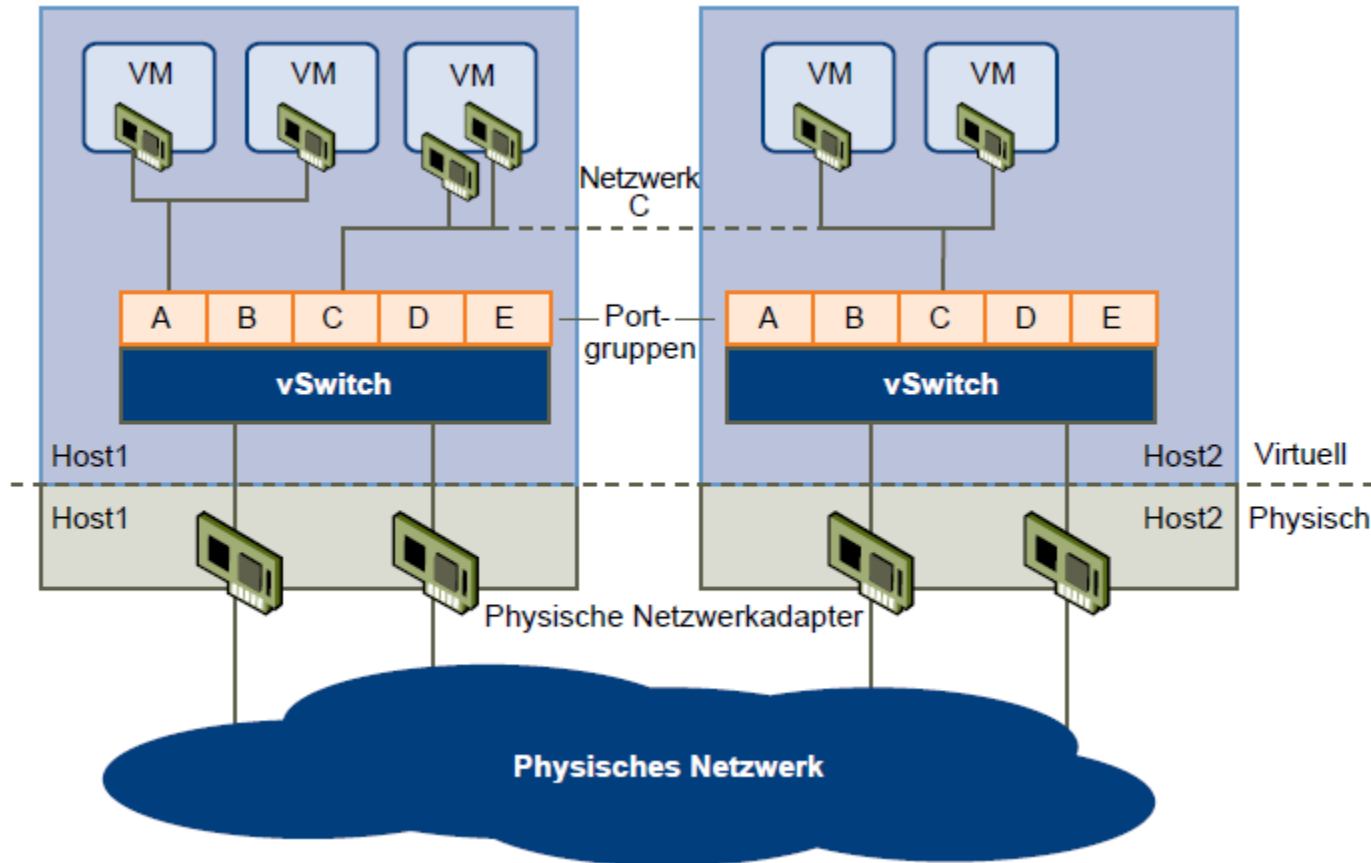 VM
VM
VM
VM
VM
Netzwerk
C
A B C D E
Port-
gruppen
A B C D E
vSwitch
vSwitch
Host1
Host2
Virtuell
Host1
Host2
Physisch
Physische Netzwerkadapter
Physisches Netzwerk